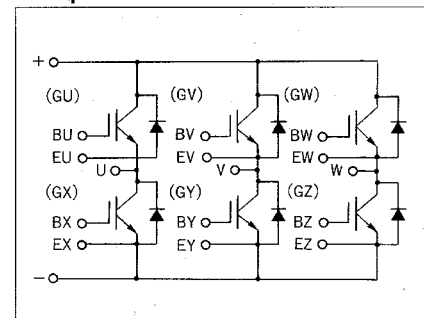 +
(GU) (GV) (GW)
BU BV BW
EU EV EW
U V W
(GX) (GY) (GZ)
BX BY BZ
EX EY EZ
−